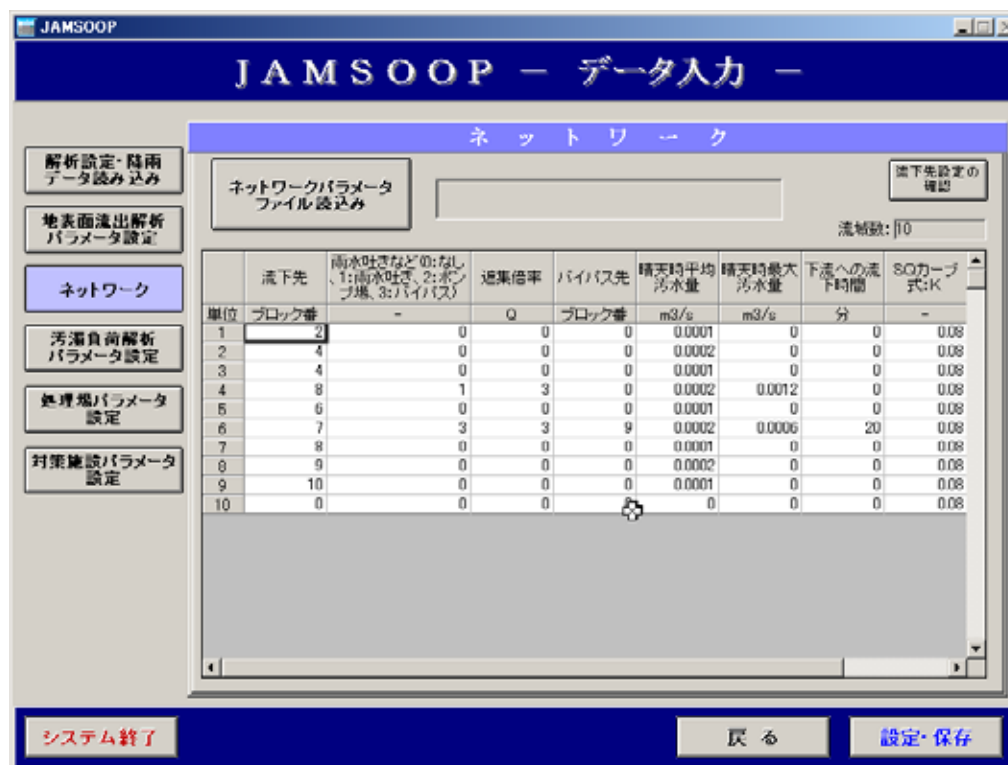 JAMSOOP
JAMSOOP － データ入力 －
解析設定・降雨
データ読み込み
地表面流出解析
パラメータ設定
ネットワーク
汚濁負荷解析
パラメータ設定
処理場パラメータ
設定
対策施設パラメータ
設定
ネットワーク
ネットワークパラメータ
ファイル読込み
流下先設定の
確認
流域数: 10
流下先 雨水吐きなど(0:なし、1:雨水吐き、2:ポンプ場、3:バイパス) 遮集倍率 バイパス先 晴天時平均汚水量 晴天時最大汚水量 下流への流下時間 SQカーブ式:K
単位 ブロック番 - Q ブロック番 m3/s m3/s 分 -
1 2 0 0 0 0.0001 0 0 0.08
2 4 0 0 0 0.0002 0 0 0.08
3 4 0 0 0 0.0001 0 0 0.08
4 8 1 3 0 0.0002 0.0012 0 0.08
5 6 0 0 0 0.0001 0 0 0.08
6 7 3 3 9 0.0002 0.0006 20 0.08
7 8 0 0 0 0.0001 0 0 0.08
8 9 0 0 0 0.0002 0 0 0.08
9 10 0 0 0 0.0001 0 0 0.08
10 0 0 0 0 0 0 0 0.08
システム終了
戻る
設定・保存